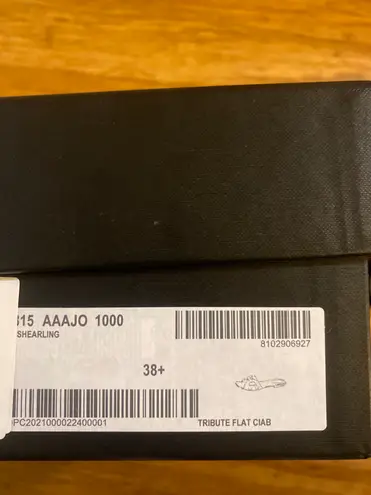 815 AAAJO 1000
SHEARLING
8102906927
38+
PC2021000022400001
TRIBUTE FLAT CIAB